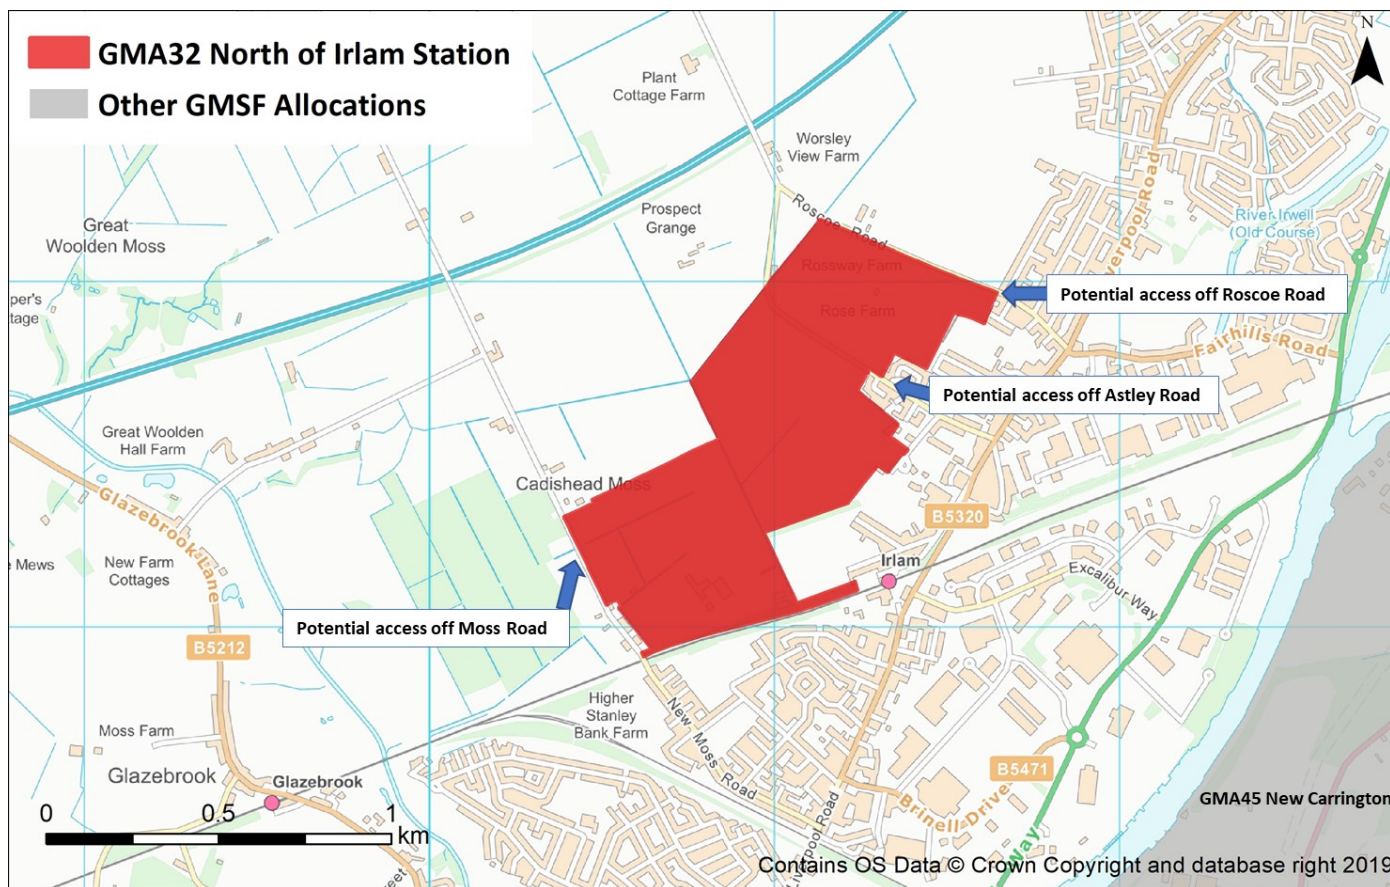 GMA32 North of Irlam Station
Other GMSF Allocations
N
Plant
Cottage Farm
Worsley
View Farm
Prospect
Grange
Roscoe Road
Great
Woolden Moss
Liverpool Road
River Irwell
(Old Course)
per's
tage
Rossway Farm
Rose Farm
Potential access off Roscoe Road
Fairhills Road
Potential access off Astley Road
Great Woolden
Hall Farm
Cadishead Moss
Glazebrook Lane
B5320
e Mews
New Farm
Cottages
Irlam
Excalibur Way
Potential access off Moss Road
B5212
Higher
Stanley
Bank Farm
New Moss Road
Moss Farm
Glazebrook
Glazebrook
B5471
Brinell Drive
GMA45 New Carrington
0 0.5 1
km
Liverpool Road
Way
reet
Contains OS Data © Crown Copyright and database right 2019